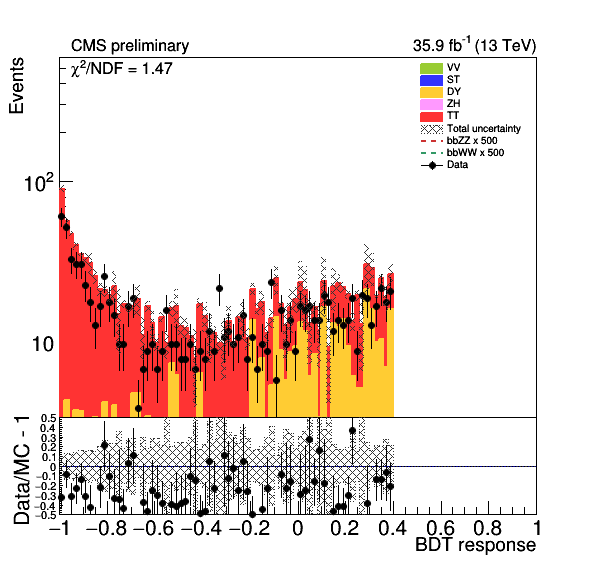 CMS preliminary
35.9 fb⁻¹ (13 TeV)
χ²/NDF = 1.47
Events
VV
ST
DY
ZH
TT
Total uncertainty
bbZZ x 500
bbWW x 500
Data
10²
10
Data/MC - 1
0.5
0.4
0.3
0.2
0.1
0
−0.1
−0.2
−0.3
−0.4
−0.5
−1 −0.8 −0.6 −0.4 −0.2 0 0.2 0.4 0.6 0.8 1
BDT response